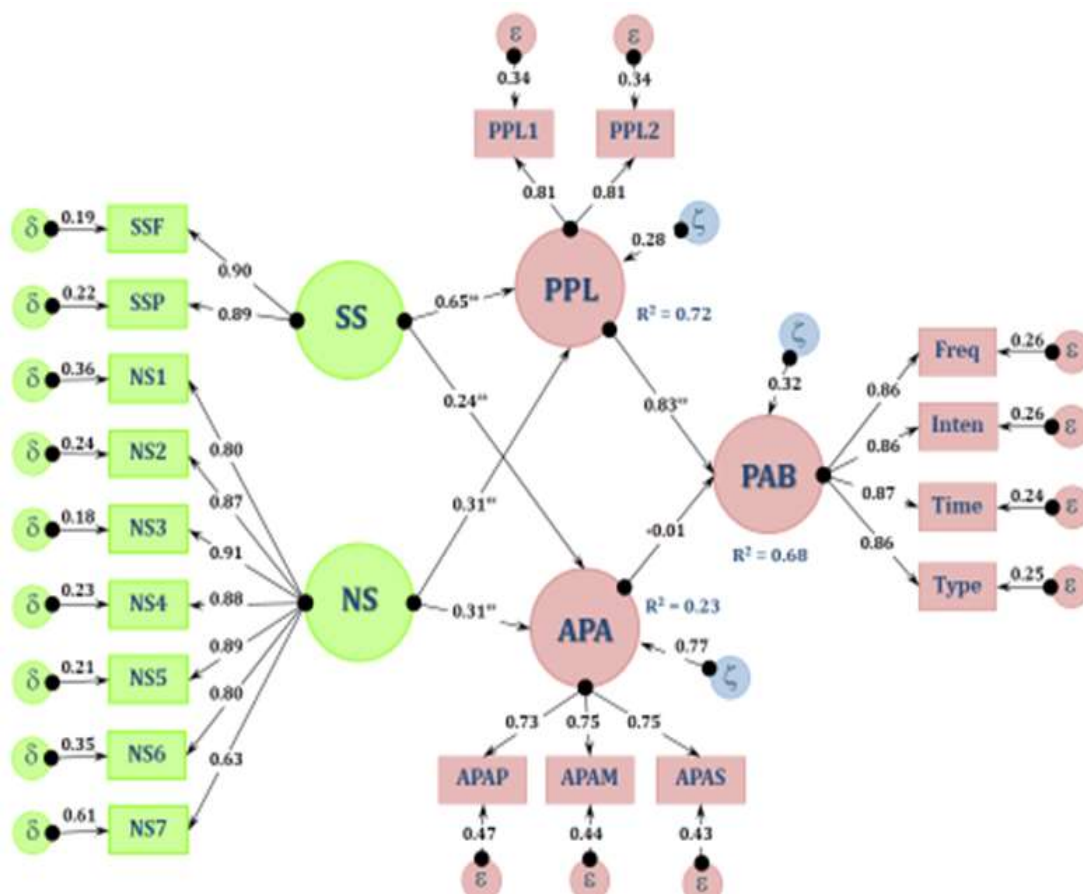 ε
ε
0.34
0.34
PPL1
PPL2
0.81
0.81
δ
0.19
SSF
ζ
0.28
0.90
PPL
δ
0.22
SSP
0.89
SS
0.65**
R² = 0.72
ζ
δ
0.36
NS1
0.32
Freq
0.26
ε
0.86
0.24**
0.83**
δ
0.24
NS2
0.80
Inten
0.26
ε
0.86
0.87
PAB
0.31**
δ
0.18
NS3
0.91
0.87
Time
0.24
ε
-0.01
0.86
R² = 0.68
δ
0.23
NS4
0.88
NS
0.31**
R² = 0.23
Type
0.25
ε
APA
0.77
ζ
δ
0.21
NS5
0.89
0.80
0.73
0.75
0.75
δ
0.35
NS6
0.63
APAP
APAM
APAS
δ
0.61
NS7
0.47
0.44
0.43
ε
ε
ε